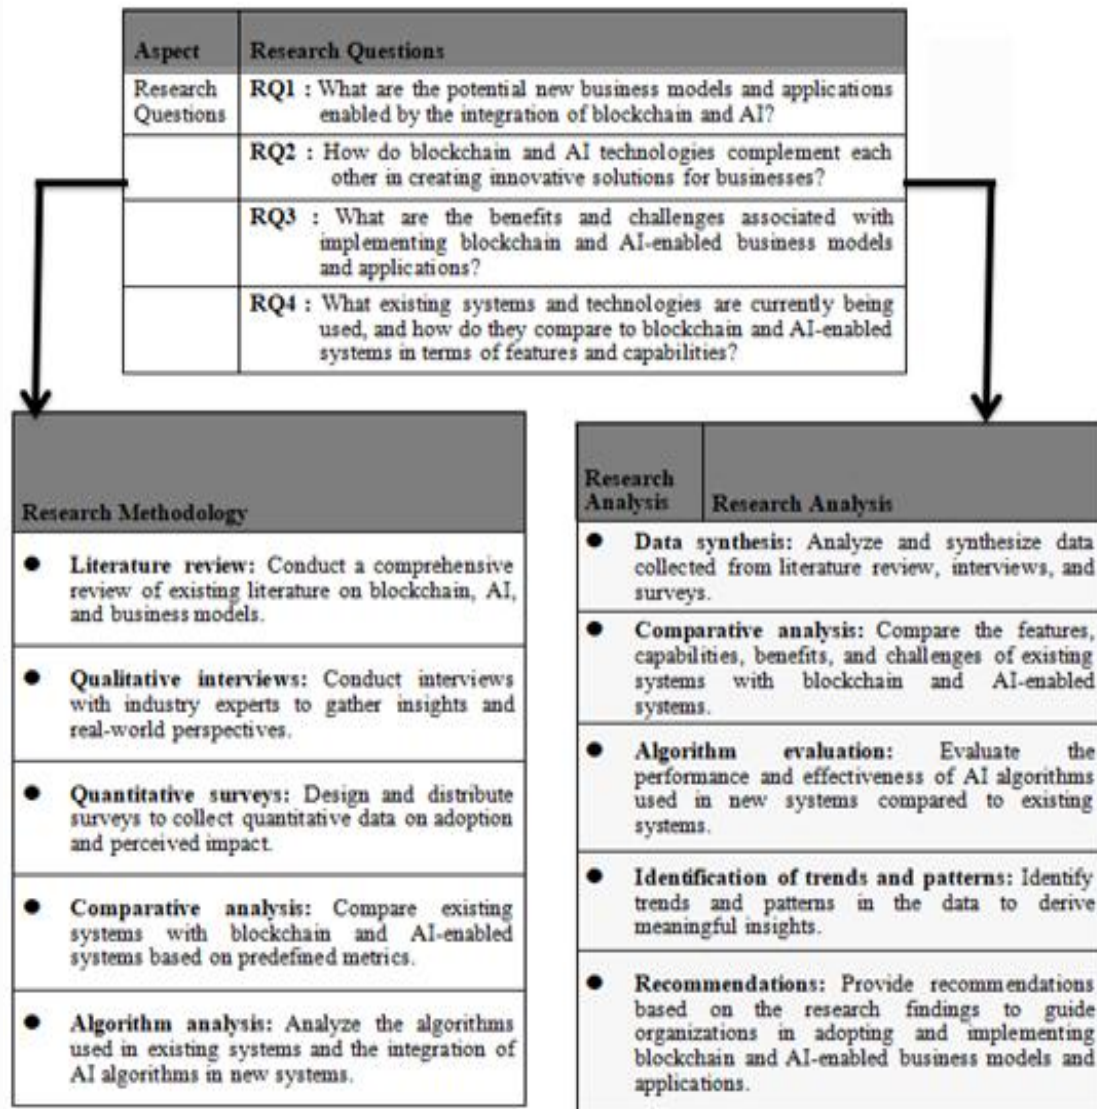 Aspect Research Questions
Research RQ1 : What are the potential new business models and applications
Questions enabled by the integration of blockchain and AI?
RQ2 : How do blockchain and AI technologies complement each
other in creating innovative solutions for businesses?
RQ3 : What are the benefits and challenges associated with
implementing blockchain and AI-enabled business models
and applications?
RQ4 : What existing systems and technologies are currently being
used, and how do they compare to blockchain and AI-enabled
systems in terms of features and capabilities?
Research Methodology
● Literature review: Conduct a comprehensive
review of existing literature on blockchain, AI,
and business models.
● Qualitative interviews: Conduct interviews
with industry experts to gather insights and
real-world perspectives.
● Quantitative surveys: Design and distribute
surveys to collect quantitative data on adoption
and perceived impact.
● Comparative analysis: Compare existing
systems with blockchain and AI-enabled
systems based on predefined metrics.
● Algorithm analysis: Analyze the algorithms
used in existing systems and the integration of
AI algorithms in new systems.
Research
Analysis Research Analysis
● Data synthesis: Analyze and synthesize data
collected from literature review, interviews, and
surveys.
● Comparative analysis: Compare the features,
capabilities, benefits, and challenges of existing
systems with blockchain and AI-enabled
systems.
● Algorithm evaluation: Evaluate the
performance and effectiveness of AI algorithms
used in new systems compared to existing
systems.
● Identification of trends and patterns: Identify
trends and patterns in the data to derive
meaningful insights.
● Recommendations: Provide recommendations
based on the research findings to guide
organizations in adopting and implementing
blockchain and AI-enabled business models and
applications.